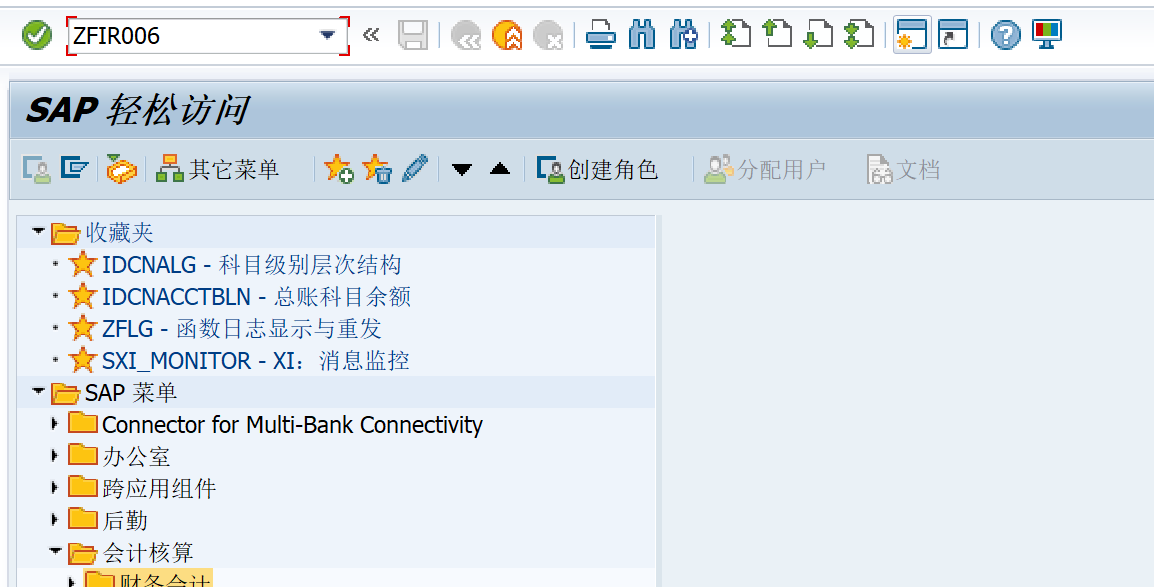 ZFIR006
SAP 轻松访问
其它菜单 创建角色 分配用户 文档
收藏夹
IDCNALG - 科目级别层次结构
IDCNACCTBLN - 总账科目余额
ZFLG - 函数日志显示与重发
SXI_MONITOR - XI：消息监控
SAP 菜单
Connector for Multi-Bank Connectivity
办公室
跨应用组件
后勤
会计核算
财务会计